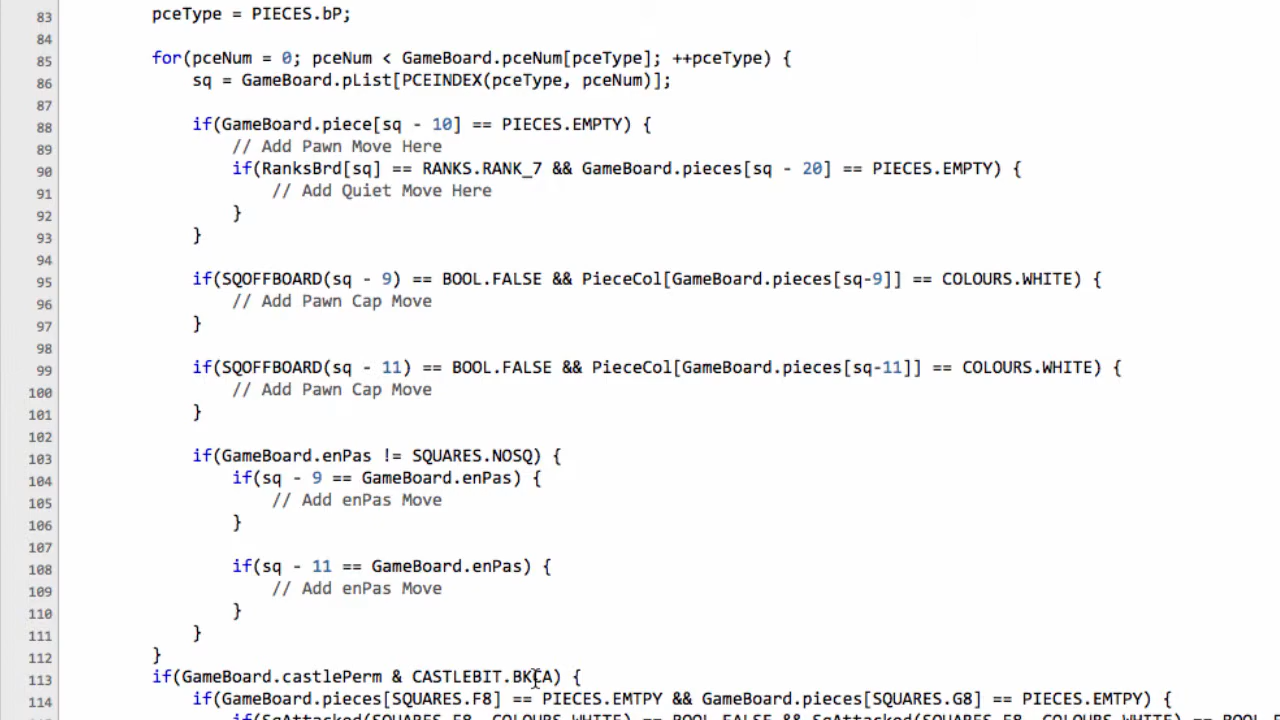 83 pceType = PIECES.bP;
84
85 for(pceNum = 0; pceNum < GameBoard.pceNum[pceType]; ++pceType) {
86 sq = GameBoard.pList[PCEINDEX(pceType, pceNum)];
87
88 if(GameBoard.piece[sq - 10] == PIECES.EMPTY) {
89 // Add Pawn Move Here
90 if(RanksBrd[sq] == RANKS.RANK_7 && GameBoard.pieces[sq - 20] == PIECES.EMPTY) {
91 // Add Quiet Move Here
92 }
93 }
94
95 if(SQOFFBOARD(sq - 9) == BOOL.FALSE && PieceCol[GameBoard.pieces[sq-9]] == COLOURS.WHITE) {
96 // Add Pawn Cap Move
97 }
98
99 if(SQOFFBOARD(sq - 11) == BOOL.FALSE && PieceCol[GameBoard.pieces[sq-11]] == COLOURS.WHITE) {
100 // Add Pawn Cap Move
101 }
102
103 if(GameBoard.enPas != SQUARES.NOSQ) {
104 if(sq - 9 == GameBoard.enPas) {
105 // Add enPas Move
106 }
107
108 if(sq - 11 == GameBoard.enPas) {
109 // Add enPas Move
110 }
111 }
112 }
113 if(GameBoard.castlePerm & CASTLEBIT.BKCA) {
114 if(GameBoard.pieces[SQUARES.F8] == PIECES.EMTPY && GameBoard.pieces[SQUARES.G8] == PIECES.EMTPY) {